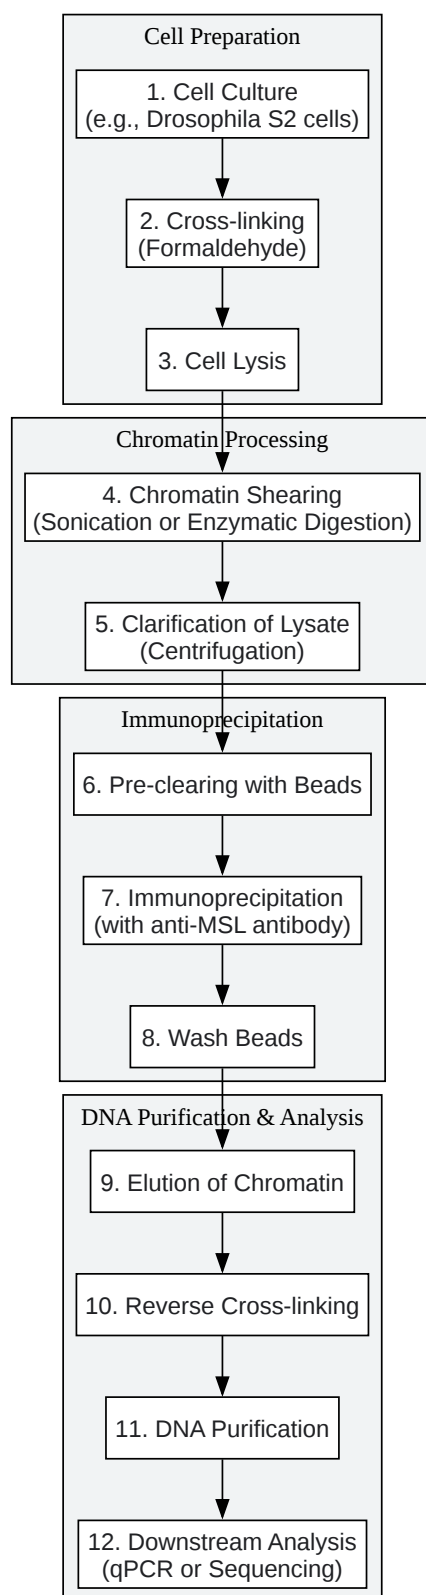 Cell Preparation
1. Cell Culture
(e.g., Drosophila S2 cells)
2. Cross-linking
(Formaldehyde)
3. Cell Lysis
Chromatin Processing
4. Chromatin Shearing
(Sonication or Enzymatic Digestion)
5. Clarification of Lysate
(Centrifugation)
Immunoprecipitation
6. Pre-clearing with Beads
7. Immunoprecipitation
(with anti-MSL antibody)
8. Wash Beads
DNA Purification & Analysis
9. Elution of Chromatin
10. Reverse Cross-linking
11. DNA Purification
12. Downstream Analysis
(qPCR or Sequencing)